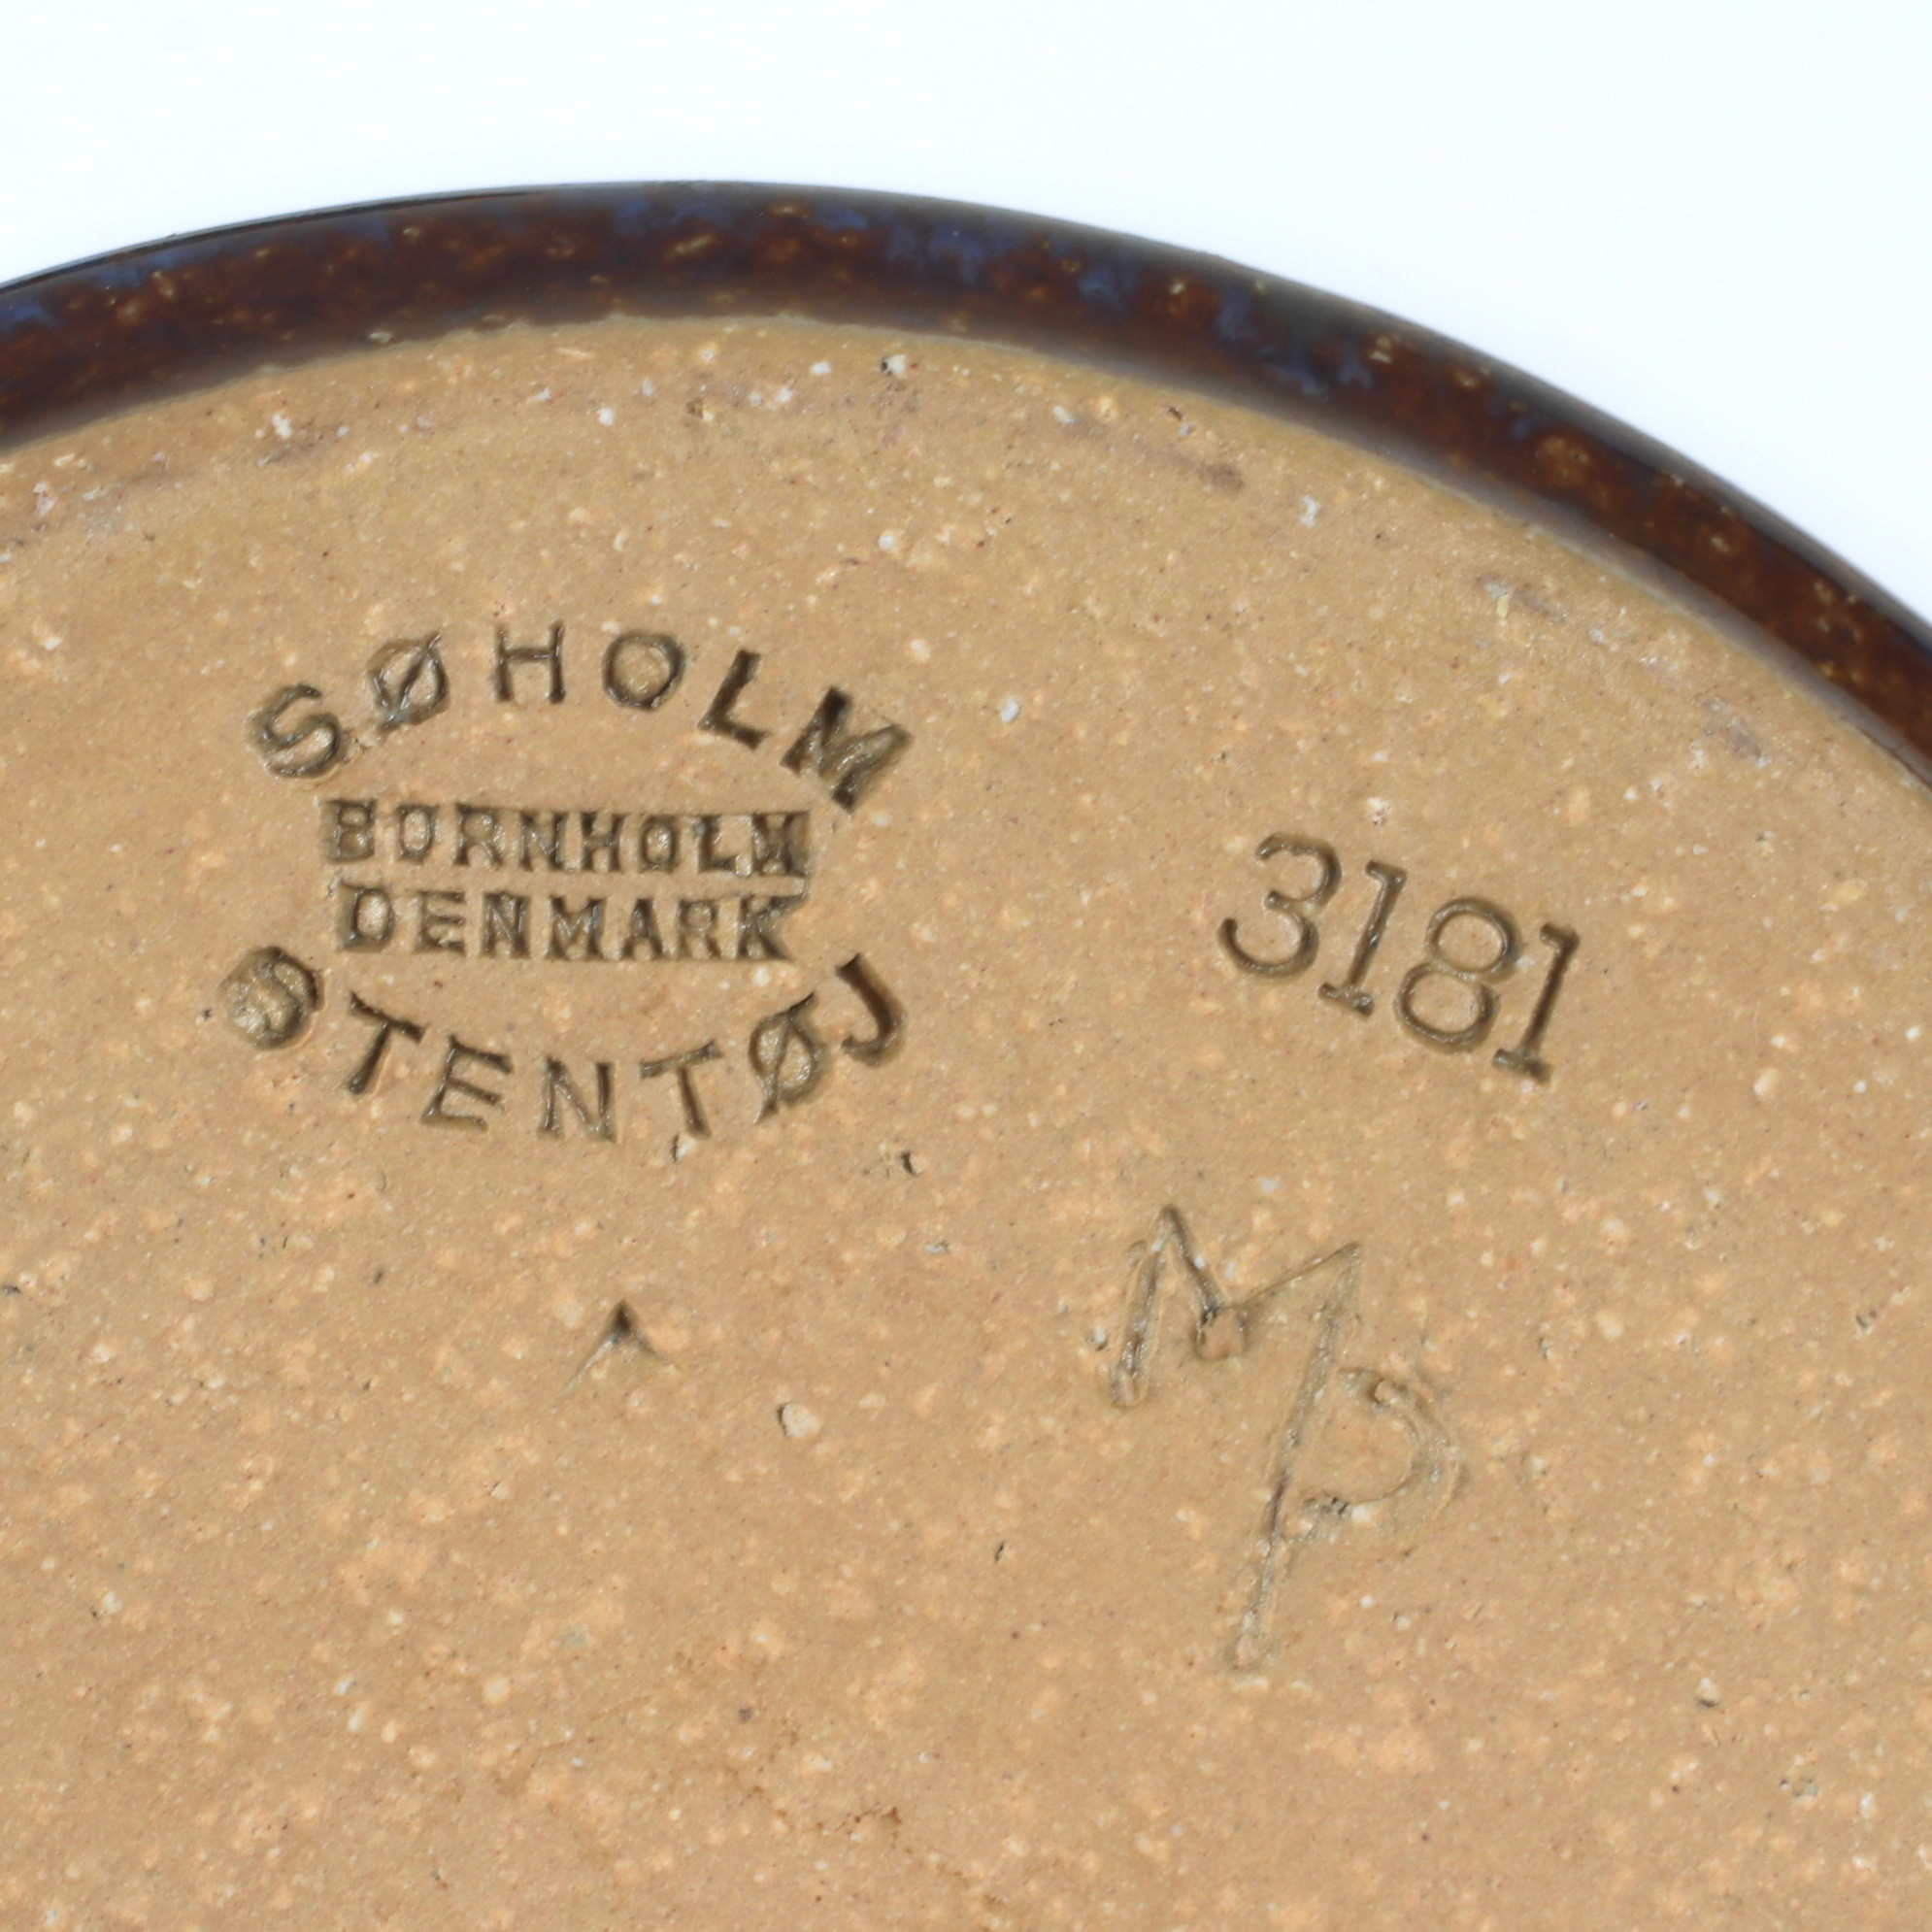 SØHOLM
BORNHOLM
DENMARK
STENTØJ
3181
MP